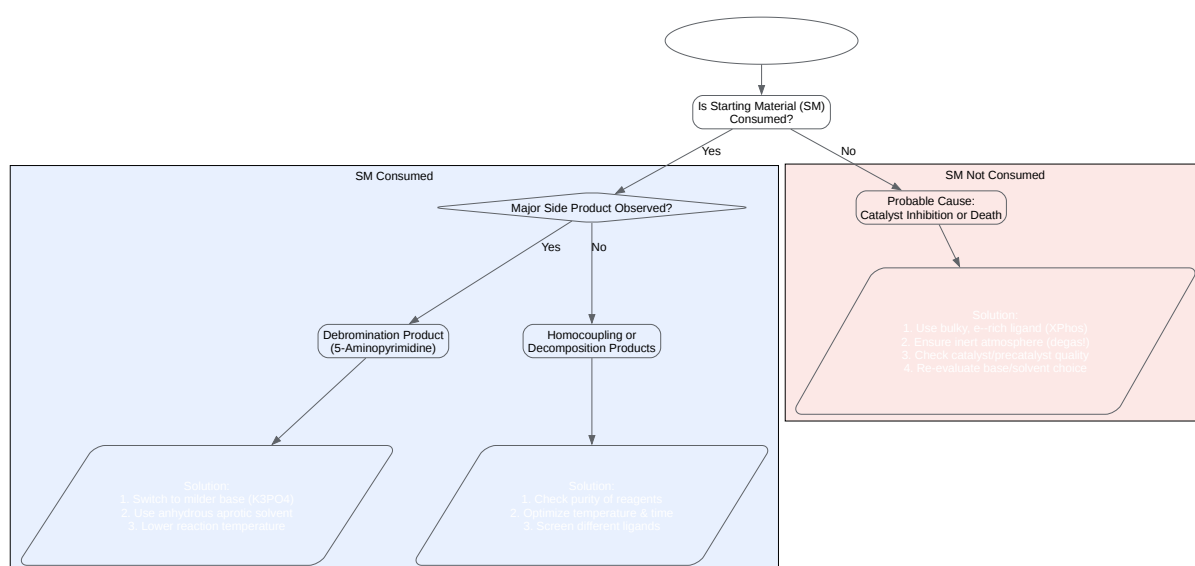 Is Starting Material (SM)
Consumed?
Yes
No
SM Consumed
SM Not Consumed
Major Side Product Observed?
Probable Cause:
Catalyst Inhibition or Death
Yes
No
Debromination Product
(5-Aminopyrimidine)
Homocoupling or
Decomposition Products
Solution:
1. Use bulky, e--rich ligand (XPhos)
2. Ensure inert atmosphere (degas!)
3. Check catalyst/precatalyst quality
4. Re-evaluate base/solvent choice
Solution:
1. Switch to milder base (K3PO4)
2. Use anhydrous aprotic solvent
3. Lower reaction temperature
Solution:
1. Check purity of reagents
2. Optimize temperature & time
3. Screen different ligands